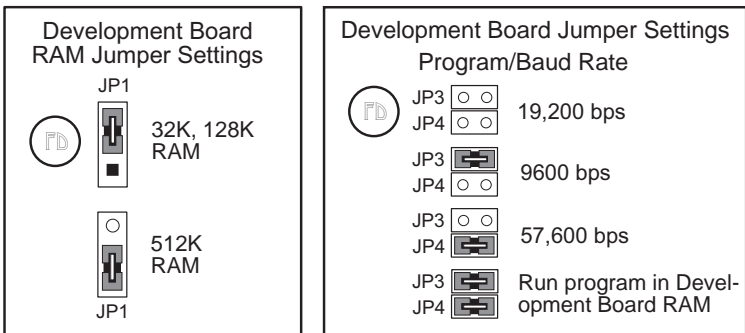 Development Board
RAM Jumper Settings
JP1
FD
32K, 128K
RAM
512K
RAM
JP1
Development Board Jumper Settings
Program/Baud Rate
FD
JP3
JP4
19,200 bps
JP3
JP4
9600 bps
JP3
JP4
57,600 bps
JP3
JP4
Run program in Devel-
opment Board RAM